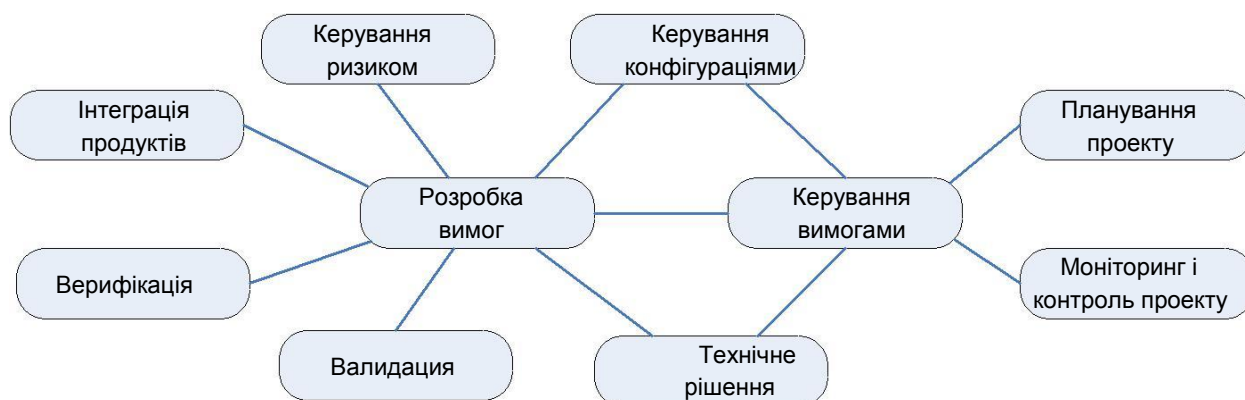 Керування
ризиком
Керування
конфігураціями
Інтеграція
продуктів
Планування
проекту
Розробка
вимог
Керування
вимогами
Верифікація
Моніторинг і
контроль проекту
Валидация
Технічне
рішення